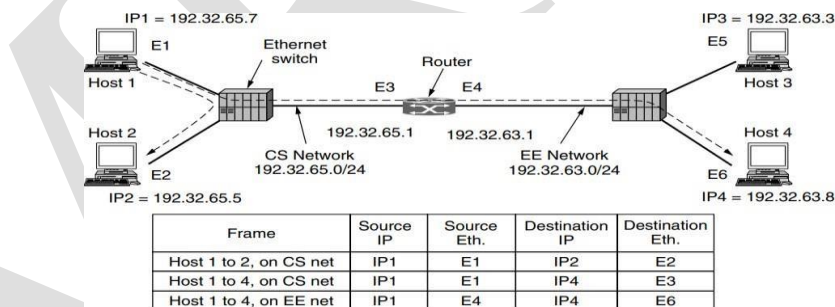 IP1 = 192.32.65.7
IP3 = 192.32.63.3
E1
Ethernet
switch
E5
Router
Host 1
E3
E4
Host 3
Host 2
192.32.65.1
192.32.63.1
Host 4
CS Network
192.32.65.0/24
EE Network
192.32.63.0/24
E2
E6
IP2 = 192.32.65.5
IP4 = 192.32.63.8
Frame Source IP Source Eth. Destination IP Destination Eth.
Host 1 to 2, on CS net IP1 E1 IP2 E2
Host 1 to 4, on CS net IP1 E1 IP4 E3
Host 1 to 4, on EE net IP1 E4 IP4 E6